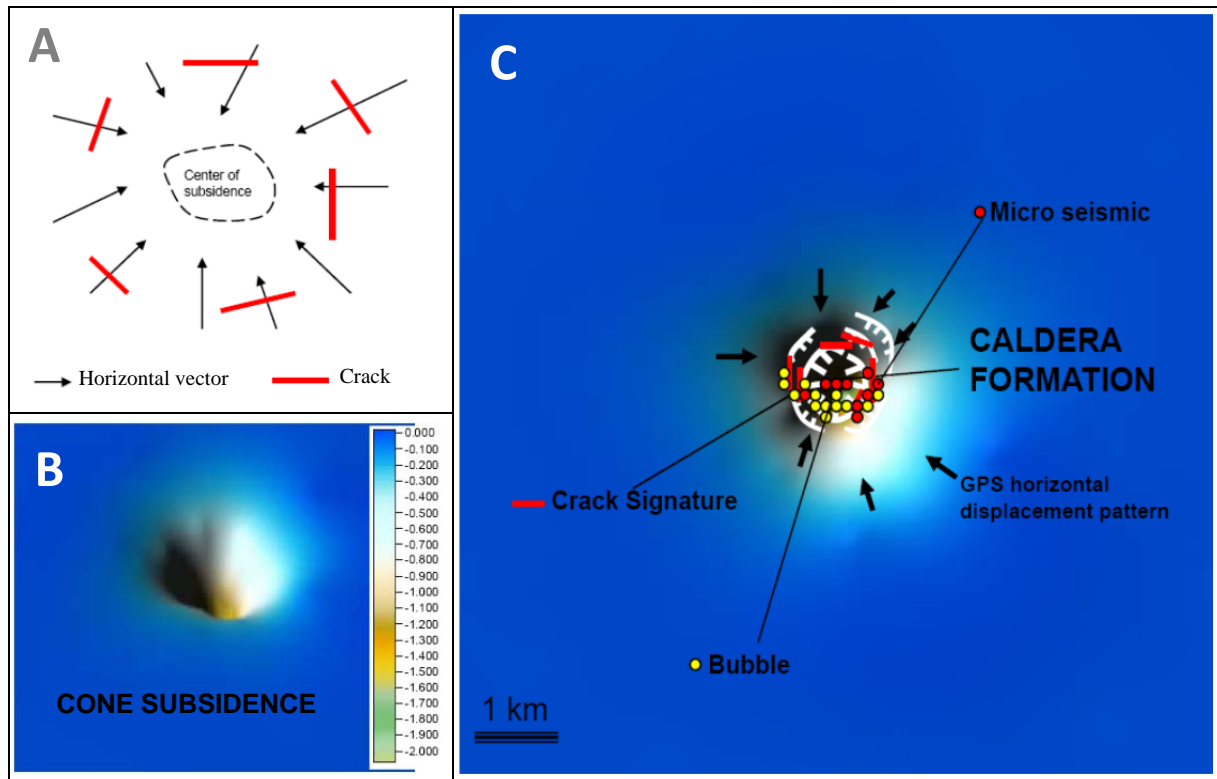 A
Center of
subsidence
Horizontal vector
Crack
B
0.000
-0.100
-0.200
-0.300
-0.400
-0.500
-0.600
-0.700
-0.800
-0.900
-1.000
-1.100
-1.200
-1.300
-1.400
-1.500
-1.600
-1.700
-1.800
-1.900
-2.000
CONE SUBSIDENCE
C
Micro seismic
CALDERA
FORMATION
GPS horizontal
displacement pattern
Crack Signature
Bubble
1 km